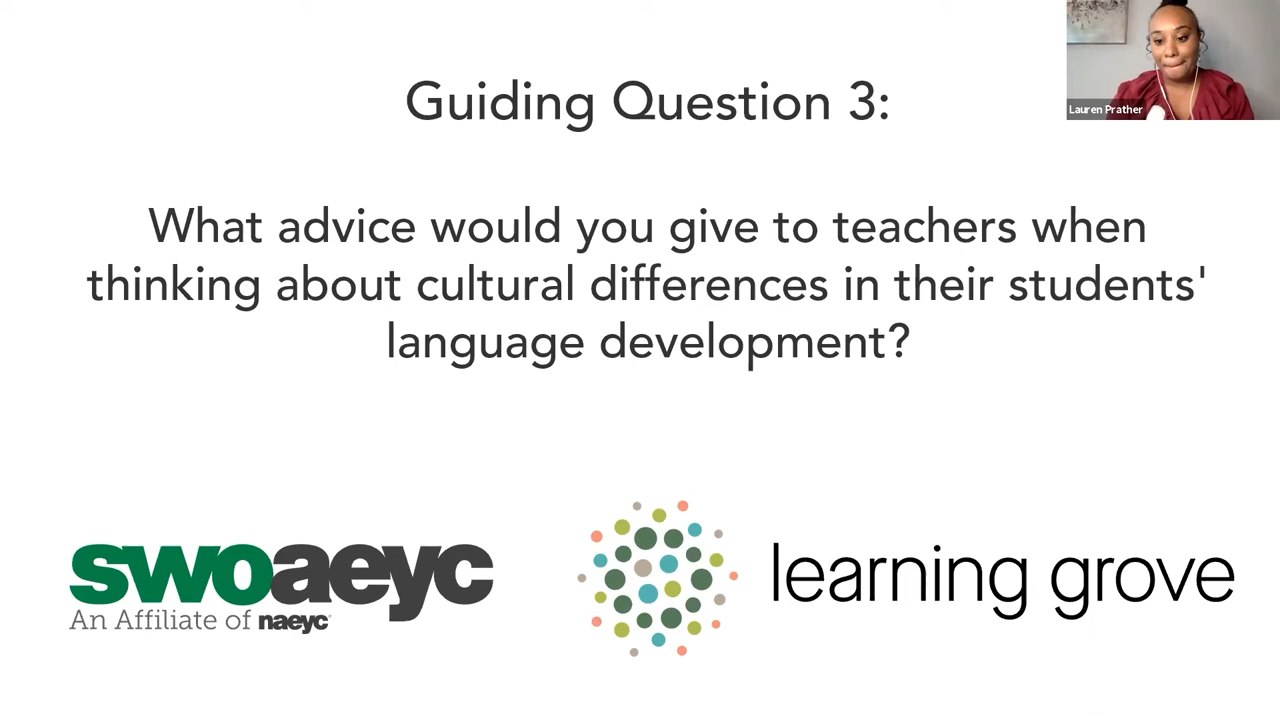 Guiding Question 3:
Lauren Prather
What advice would you give to teachers when
thinking about cultural differences in their students'
language development?
swoaeyc
An Affiliate of naeyc
learning grove